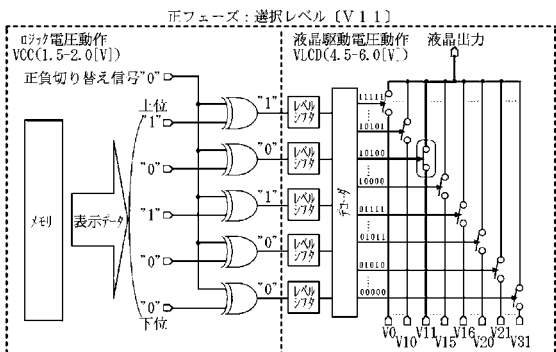 正フェーズ：選択レベル〔V11〕
ロジック電圧動作
VCC(1.5-2.0[V])
液晶駆動電圧動作
VLCD(4.5-6.0[V])
液晶出力
正負切り替え信号"0"
上位
"1"
"0"
"1"
"0"
"0"
下位
メモリ
表示データ
"1"
"0"
"1"
"0"
"0"
レベルシフタ
レベルシフタ
レベルシフタ
レベルシフタ
レベルシフタ
デコーダ
11111
10101
10100
10000
01111
01011
01010
00000
V0
V10
V11
V15
V16
V20
V21
V31